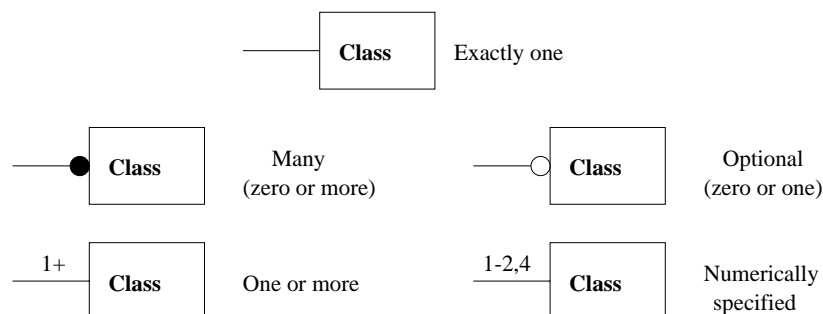 Class Exactly one
Class Many
(zero or more)
Class Optional
(zero or one)
1+
Class One or more
1-2,4
Class Numerically
specified